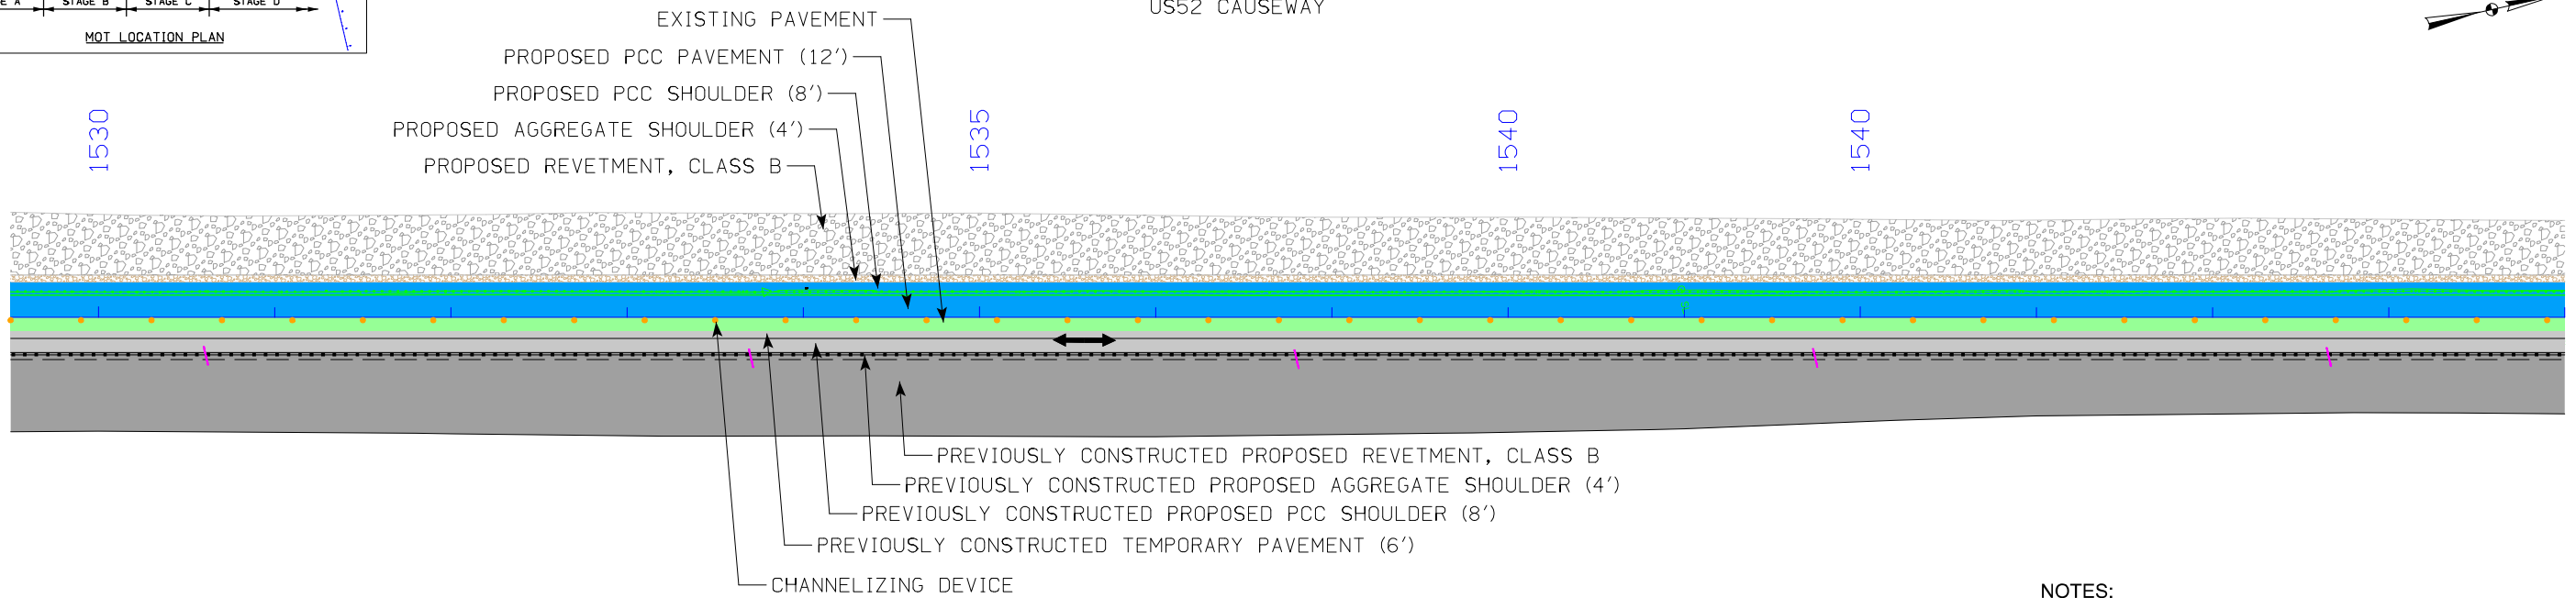 STAGE B
STAGE C
STAGE D
MOT LOCATION PLAN
US52 CAUSEWAY
EXISTING PAVEMENT
PROPOSED PCC PAVEMENT (12')
PROPOSED PCC SHOULDER (8')
PROPOSED AGGREGATE SHOULDER (4')
PROPOSED REVETMENT, CLASS B
1530
1535
1540
1540
PREVIOUSLY CONSTRUCTED PROPOSED REVETMENT, CLASS B
PREVIOUSLY CONSTRUCTED PROPOSED AGGREGATE SHOULDER (4')
PREVIOUSLY CONSTRUCTED PROPOSED PCC SHOULDER (8')
PREVIOUSLY CONSTRUCTED TEMPORARY PAVEMENT (6')
CHANNELIZING DEVICE
NOTES: